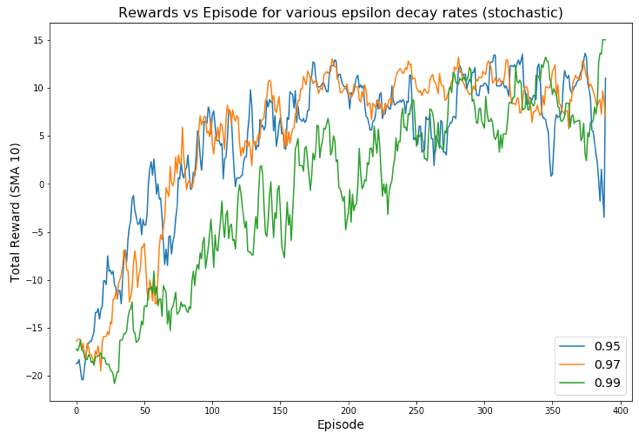 Rewards vs Episode for various epsilon decay rates (stochastic)
Total Reward (SMA 10)
15
10
5
0
−5
−10
−15
−20
0 50 100 150 200 250 300 350 400
Episode
0.95
0.97
0.99